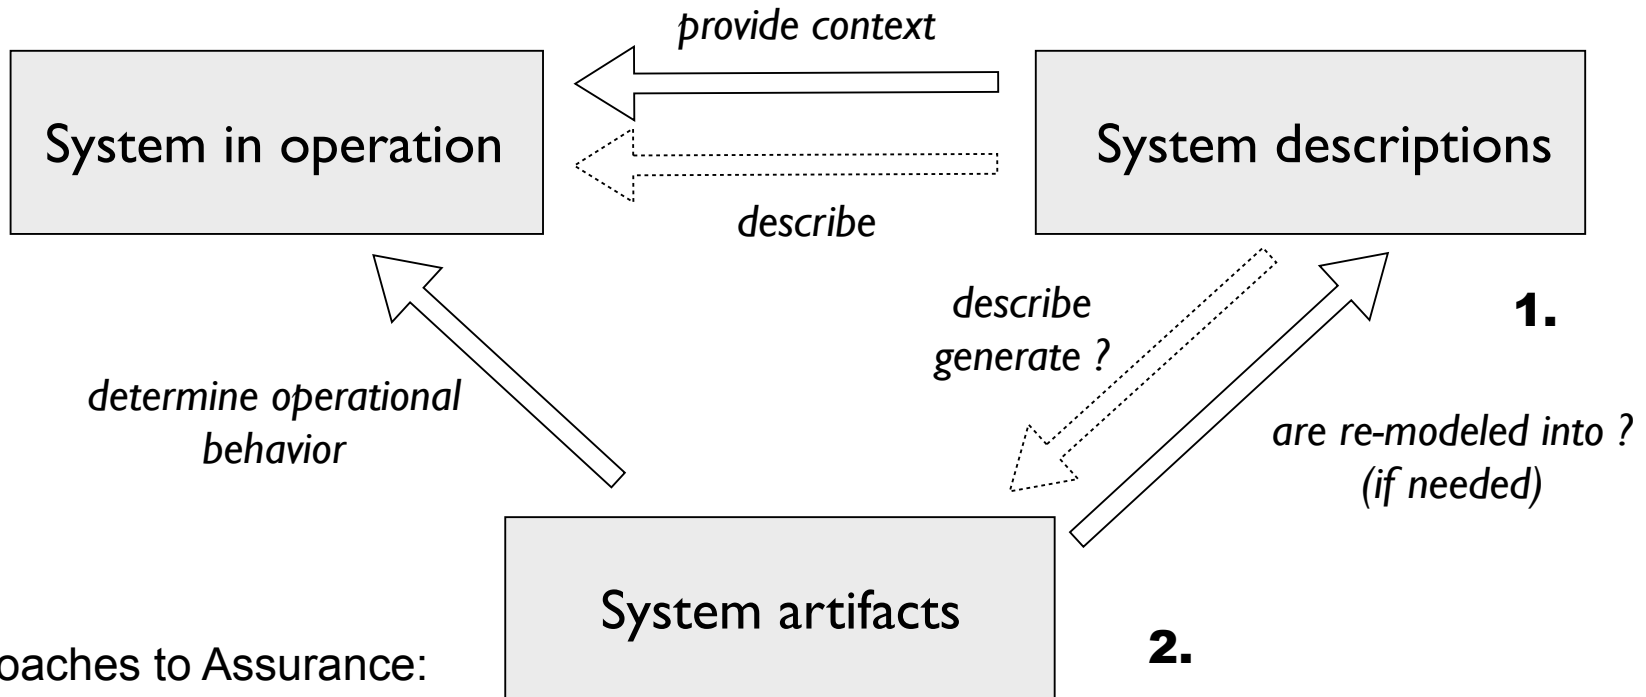 provide context
System in operation
System descriptions
describe
describe
generate ?
1.
determine operational
behavior
are re-modeled into ?
(if needed)
System artifacts
2.
to Assurance: